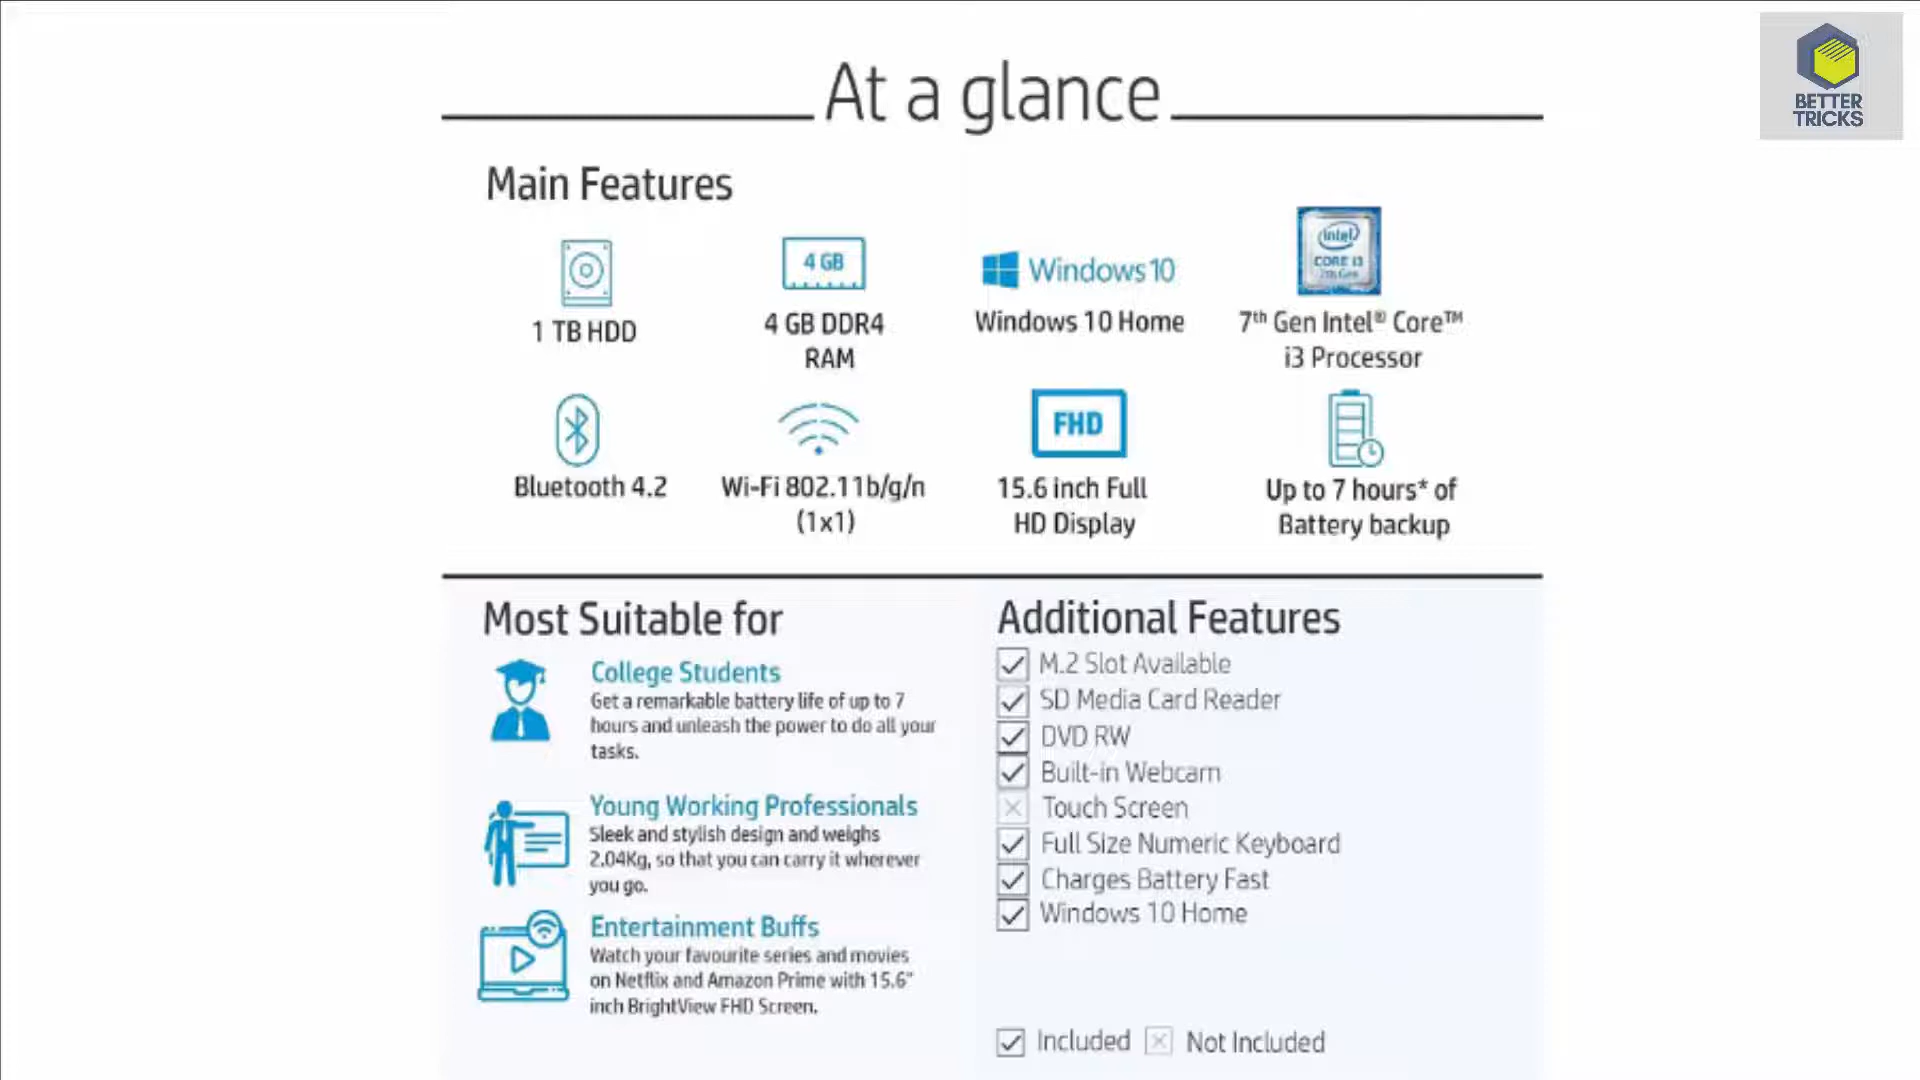 At a glance
BETTER
TRICKS
Main Features
4 GB
Windows 10
intel
CORE i3
7th Gen
1 TB HDD
4 GB DDR4
RAM
Windows 10 Home
7th Gen Intel® Core™
i3 Processor
FHD
Bluetooth 4.2
Wi-Fi 802.11b/g/n
(1x1)
15.6 inch Full
HD Display
Up to 7 hours* of
Battery backup
Most Suitable for
College Students
Get a remarkable battery life of up to 7
hours and unleash the power to do all your
tasks.
Young Working Professionals
Sleek and stylish design and weighs
2.04Kg, so that you can carry it wherever
you go.
Entertainment Buffs
Watch your favourite series and movies
on Netflix and Amazon Prime with 15.6"
inch BrightView FHD Screen.
Additional Features
M.2 Slot Available
SD Media Card Reader
DVD RW
Built-in Webcam
Touch Screen
Full Size Numeric Keyboard
Charges Battery Fast
Windows 10 Home
Included
Not Included